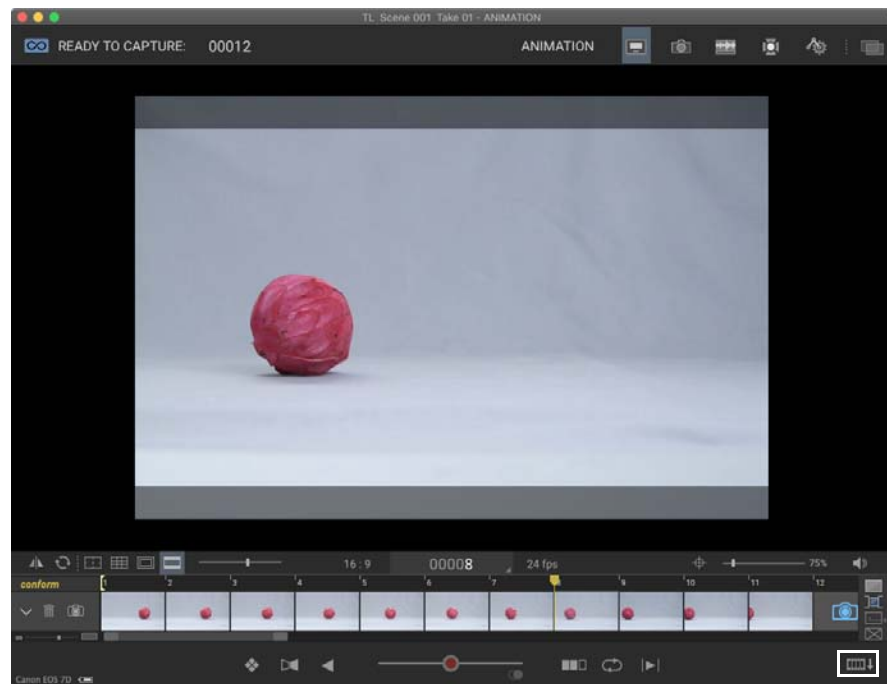 TL Scene 001 Take 01 - ANIMATION
READY TO CAPTURE: 00012
ANIMATION
16:9
00008
24 fps
75%
conform
1 2 3 4 5 6 7 8 9 10 11 12
Canon EOS 7D